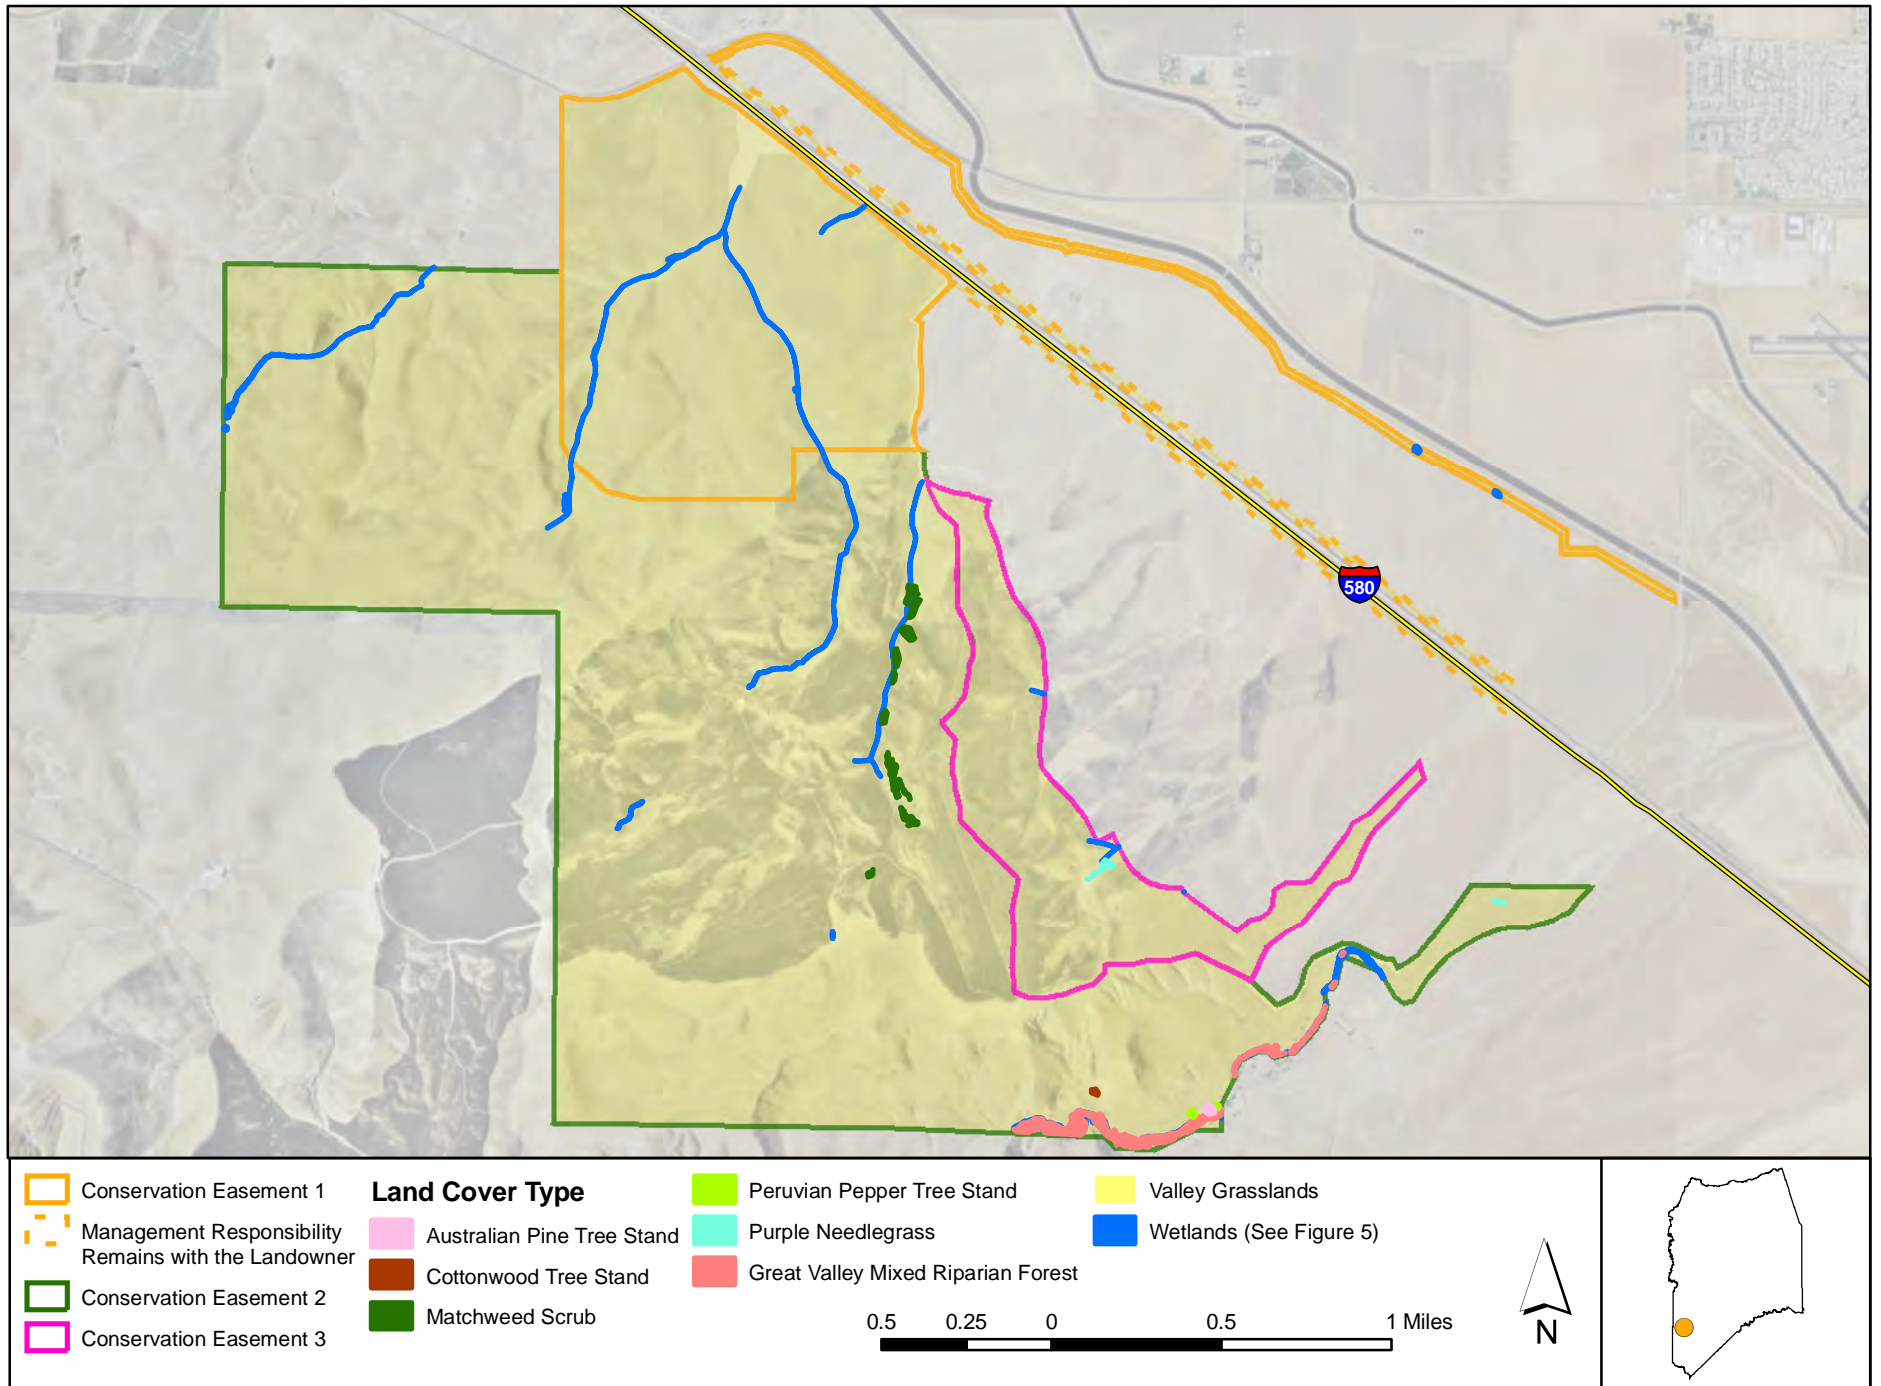 580
Conservation Easement 1
Management Responsibility
Remains with the Landowner
Conservation Easement 2
Conservation Easement 3
Land Cover Type
Australian Pine Tree Stand
Cottonwood Tree Stand
Matchweed Scrub
Peruvian Pepper Tree Stand
Purple Needlegrass
Great Valley Mixed Riparian Forest
Valley Grasslands
Wetlands (See Figure 5)
0.5 0.25 0 0.5 1 Miles
N